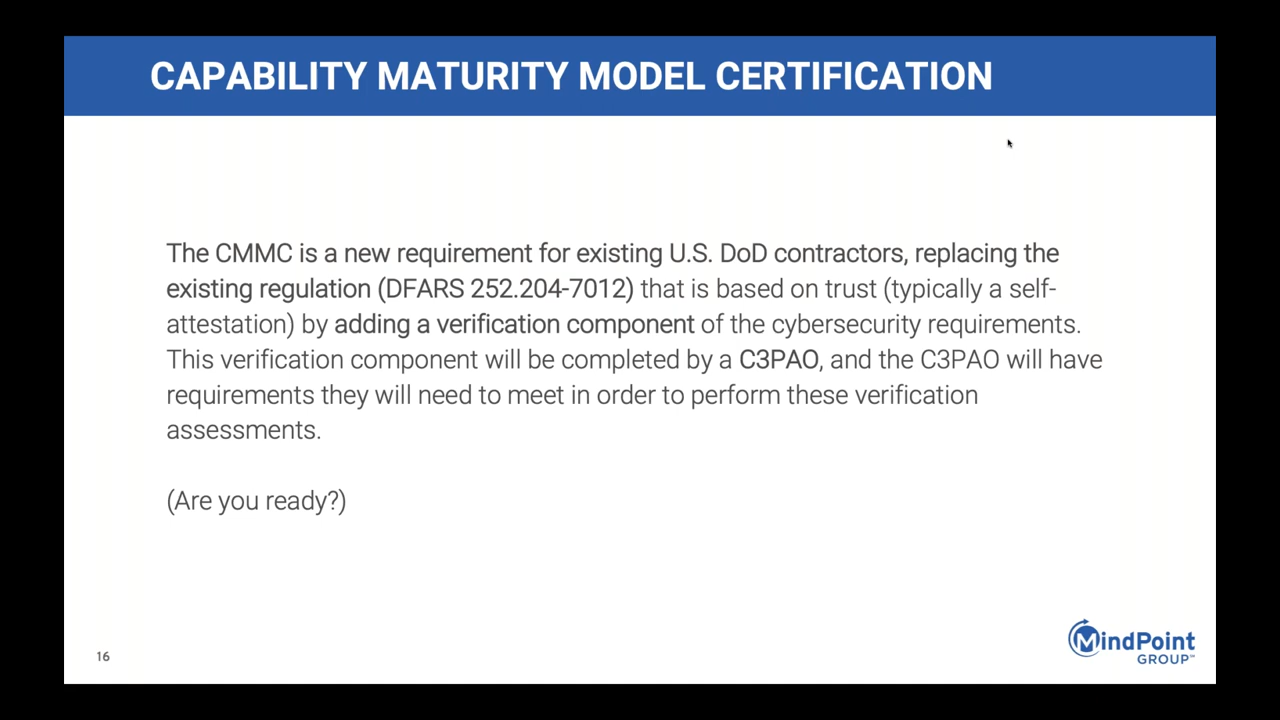 CAPABILITY MATURITY MODEL CERTIFICATION
The CMMC is a new requirement for existing U.S. DoD contractors, replacing the
existing regulation (DFARS 252.204-7012) that is based on trust (typically a self-
attestation) by adding a verification component of the cybersecurity requirements.
This verification component will be completed by a C3PAO, and the C3PAO will have
requirements they will need to meet in order to perform these verification
assessments.
(Are you ready?)
16
MindPoint
GROUP℠